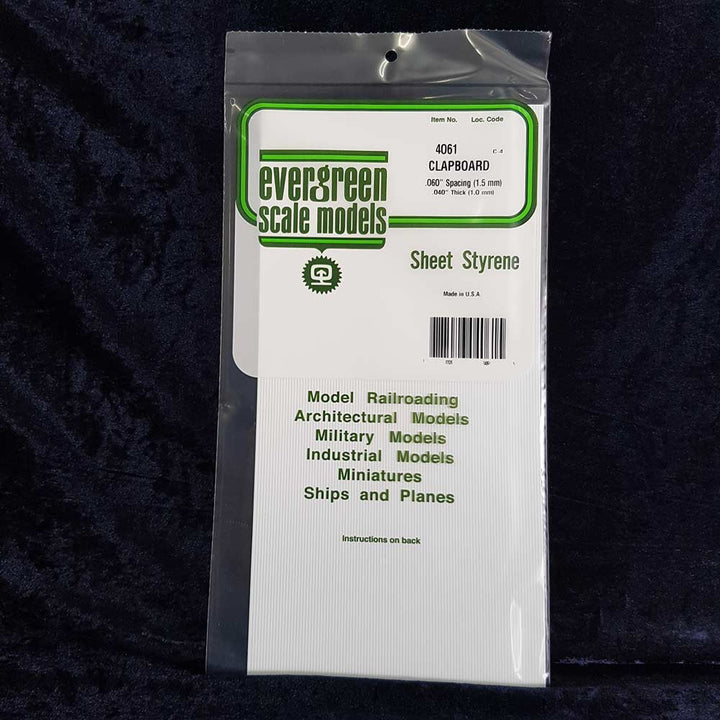 Item No. Loc. Code
4061 C-4
CLAPBOARD
.060" Spacing (1.5 mm)
.040" Thick (1.0 mm)
evergreen
scale models
Sheet Styrene
Made in U.S.A
Model Railroading
Architectural Models
Military Models
Industrial Models
Miniatures
Ships and Planes
Instructions on back